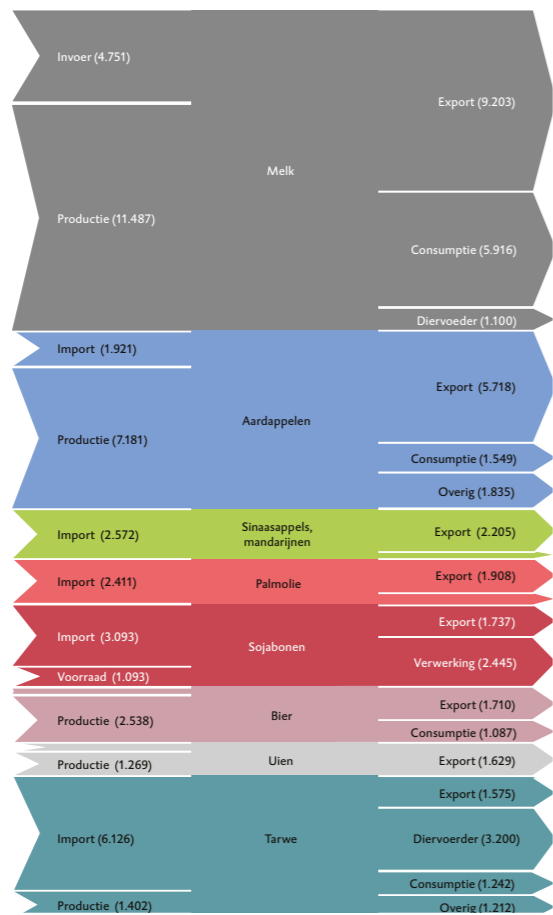 Invoer (4.751)
Export (9.203)
Melk
Productie (11.487)
Consumptie (5.916)
Diervoeder (1.100)
Import (1.921)
Export (5.718)
Aardappelen
Productie (7.181)
Consumptie (1.549)
Overig (1.835)
Import (2.572)
Sinaasappels,
mandarijnen
Export (2.205)
Import (2.411)
Palmolie
Export (1.908)
Import (3.093)
Sojabonen
Export (1.737)
Verwerking (2.445)
Voorraad (1.093)
Productie (2.538)
Bier
Export (1.710)
Consumptie (1.087)
Productie (1.269)
Uien
Export (1.629)
Export (1.575)
Import (6.126)
Tarwe
Diervoerder (3.200)
Consumptie (1.242)
Productie (1.402)
Overig (1.212)